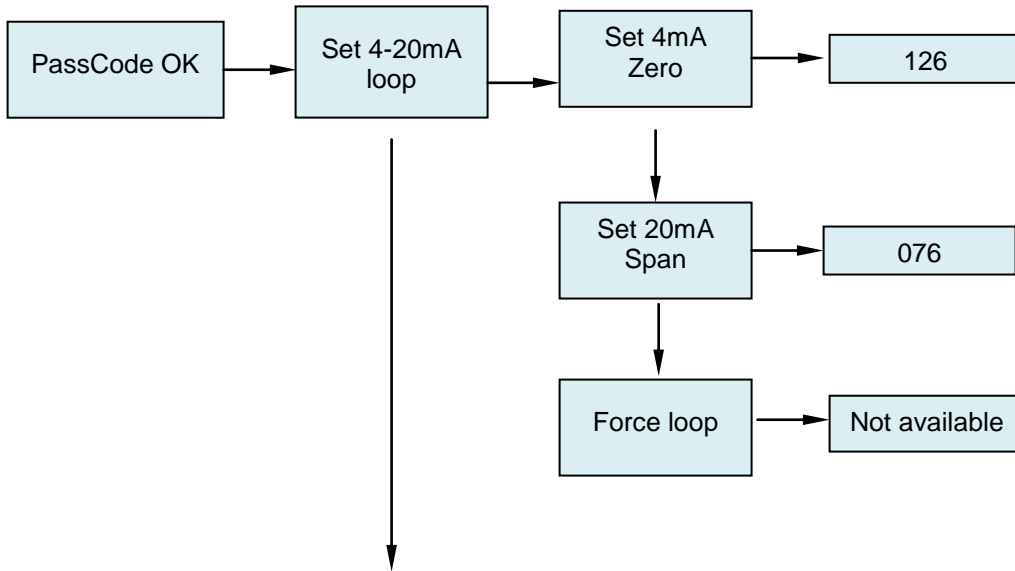 PassCode OK
Set 4-20mA
loop
Set 4mA
Zero
126
Set 20mA
Span
076
Force loop
Not available